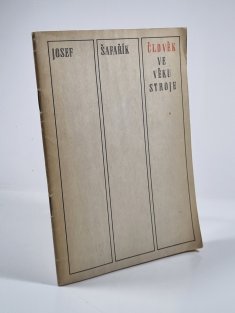 JOSEF
ŠAFAŘÍK
ČLOVĚK
VE
VĚKU
STROJE